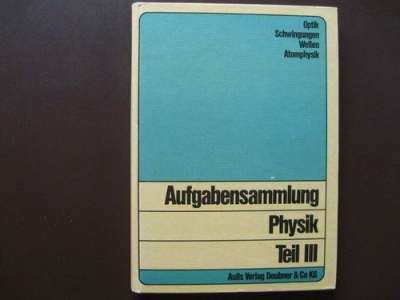 Optik
Schwingungen
Wellen
Atomphysik
Aufgabensammlung
Physik
Teil III
Aulis Verlag Deubner & Co KG